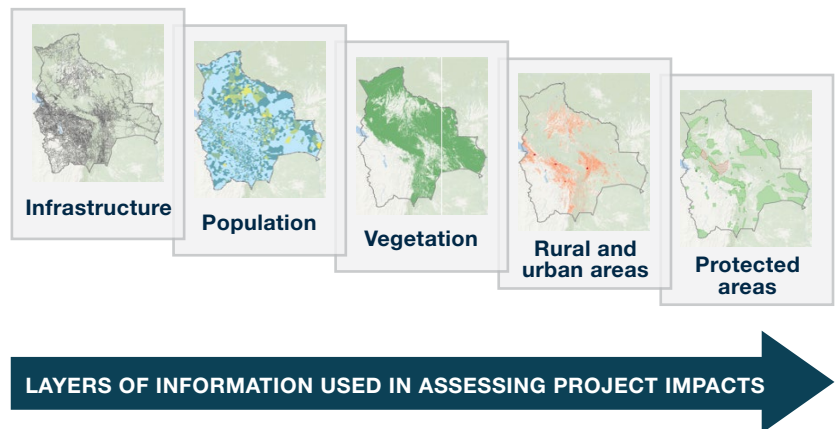 Infrastructure
Population
Vegetation
Rural and
urban areas
Protected
areas
LAYERS OF INFORMATION USED IN ASSESSING PROJECT IMPACTS